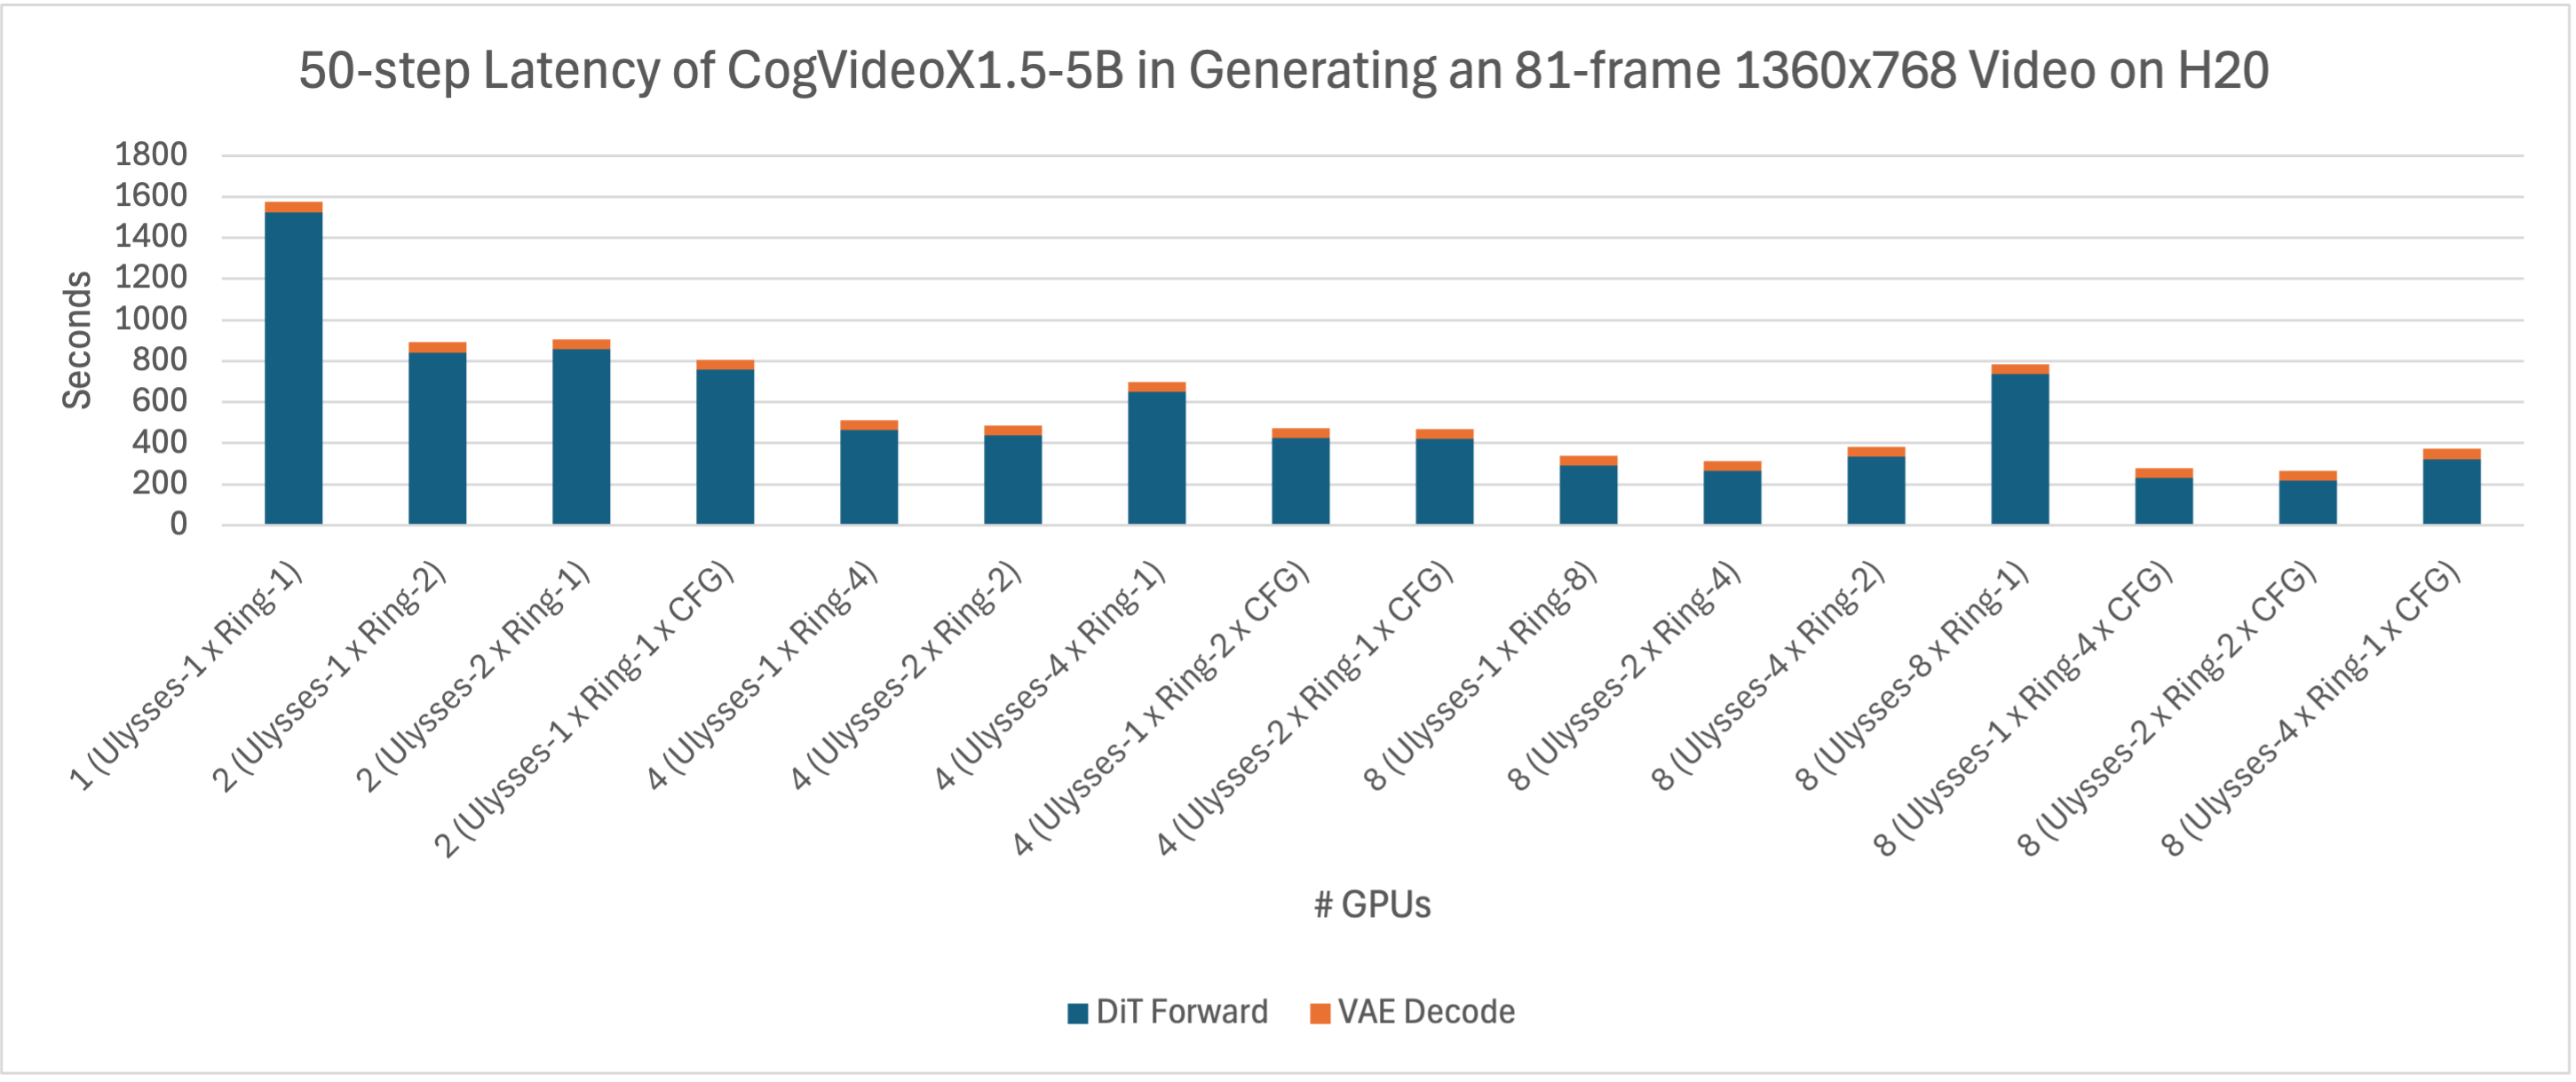 50-step Latency of CogVideoX1.5-5B in Generating an 81-frame 1360x768 Video on H20
1800
1600
1400
1200
1000
800
600
400
200
0
Seconds
1 (Ulysses-1 x Ring-1)
2 (Ulysses-1 x Ring-2)
2 (Ulysses-2 x Ring-1)
2 (Ulysses-1 x Ring-1 x CFG)
4 (Ulysses-1 x Ring-4)
4 (Ulysses-2 x Ring-2)
4 (Ulysses-4 x Ring-1)
4 (Ulysses-1 x Ring-2 x CFG)
4 (Ulysses-2 x Ring-1 x CFG)
8 (Ulysses-1 x Ring-8)
8 (Ulysses-2 x Ring-4)
8 (Ulysses-4 x Ring-2)
8 (Ulysses-8 x Ring-1)
8 (Ulysses-1 x Ring-4 x CFG)
8 (Ulysses-2 x Ring-2 x CFG)
8 (Ulysses-4 x Ring-1 x CFG)
# GPUs
DiT Forward
VAE Decode